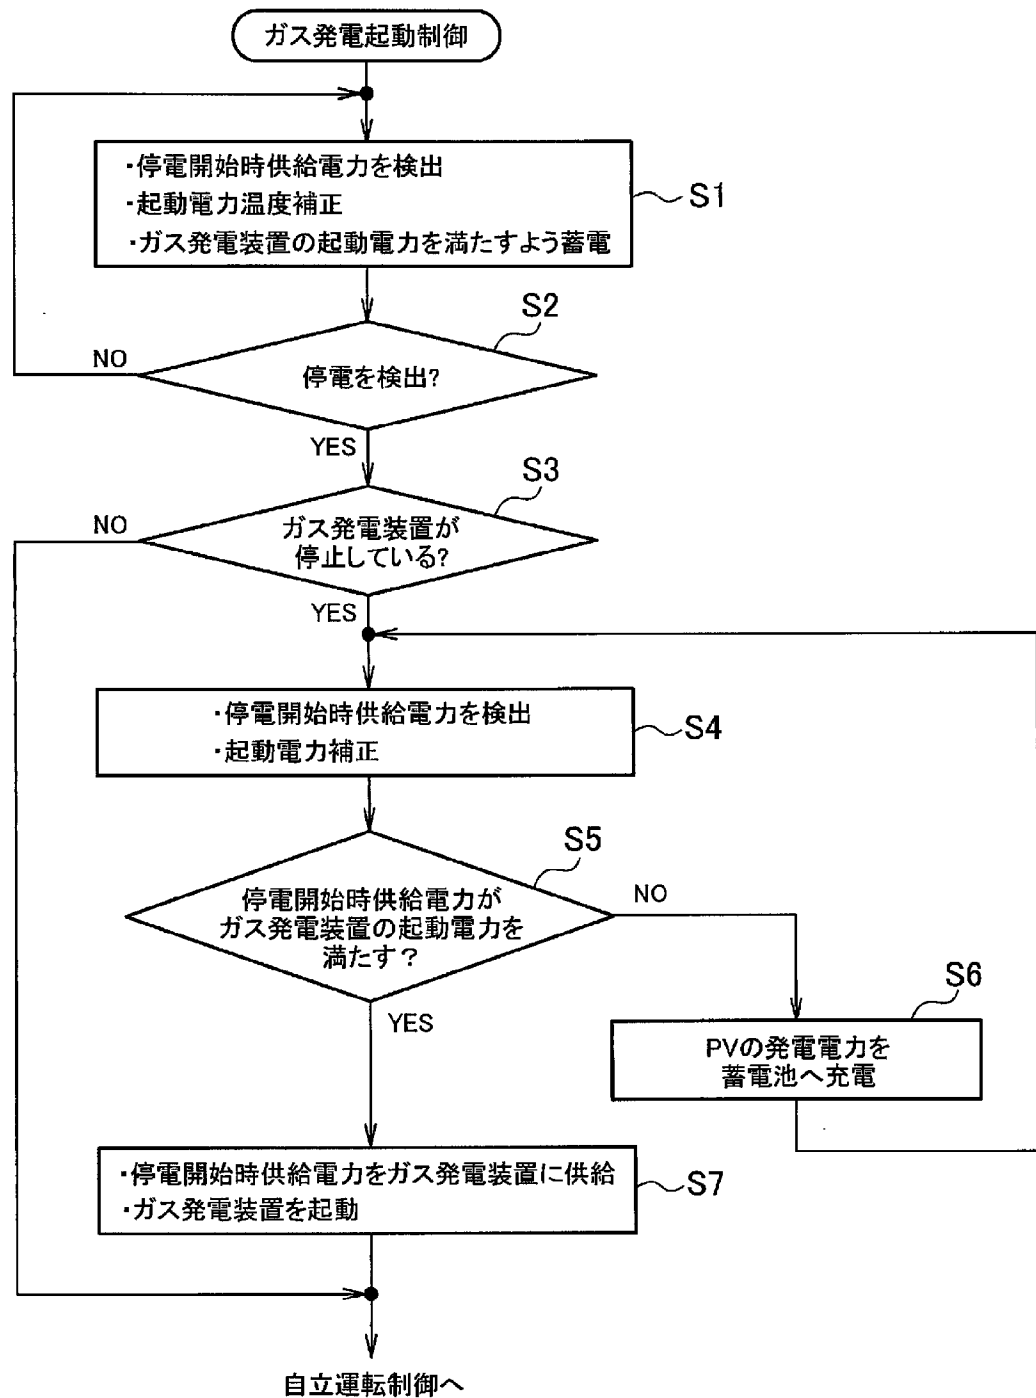 ガス発電起動制御
・停電開始時供給電力を検出
・起動電力温度補正
・ガス発電装置の起動電力を満たすよう蓄電
S1
S2
NO
停電を検出?
YES
S3
NO
ガス発電装置が
停止している?
YES
・停電開始時供給電力を検出
・起動電力補正
S4
S5
停電開始時供給電力が
ガス発電装置の起動電力を
満たす？
NO
YES
S6
PVの発電電力を
蓄電池へ充電
・停電開始時供給電力をガス発電装置に供給
・ガス発電装置を起動
S7
自立運転制御へ